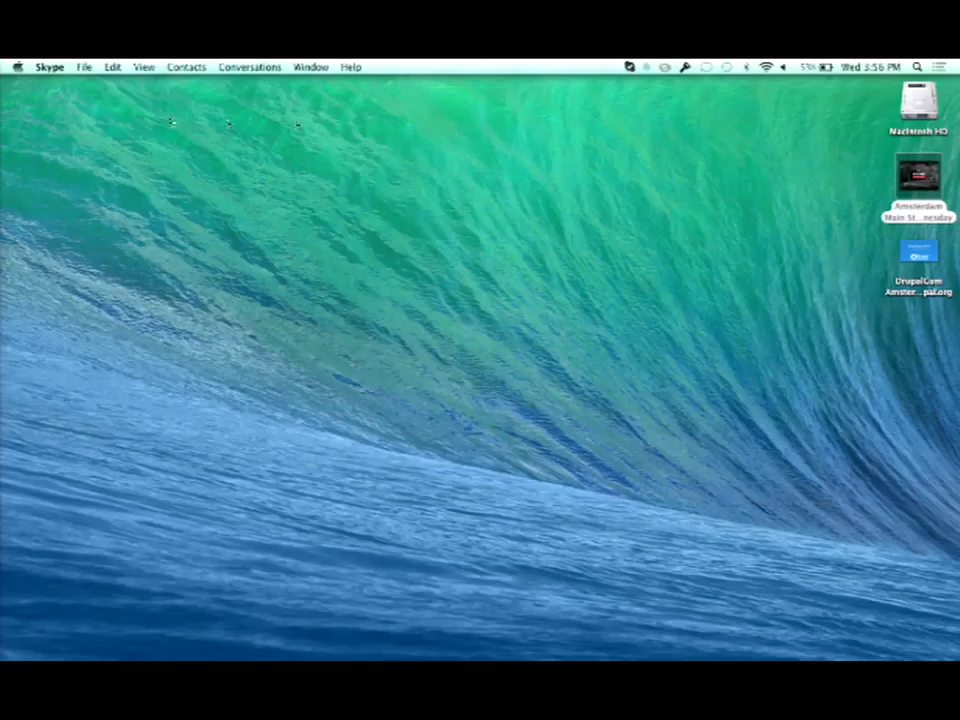 Skype File Edit View Contacts Conversations Window Help 53% Wed 3:56 PM
Macintosh HD
Amsterdam
Main St...nesday
DrupalCon
Amster...pal.org